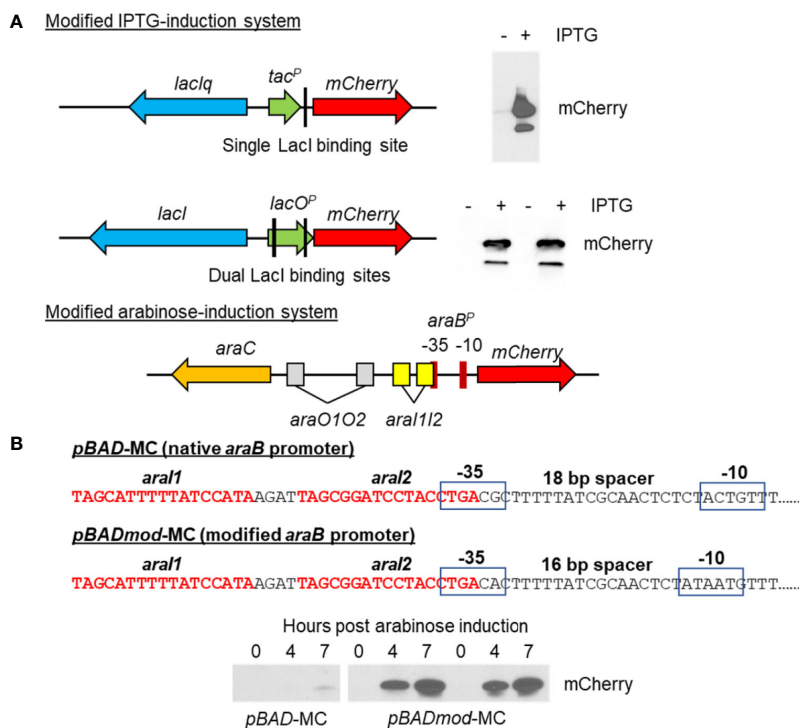 A
Modified IPTG-induction system
lacIq tacP mCherry
Single LacI binding site
- + IPTG
mCherry
lacI lacOP mCherry
Dual LacI binding sites
- + - + IPTG
mCherry
Modified arabinose-induction system
araBP
-35 -10
araC mCherry
araO1O2 araI1I2
B
pBAD-MC (native araB promoter)
araI1 araI2 -35 18 bp spacer -10
TAGCATTTTTATCCATAAGATTAGCGGATCCTACCTGACGCTTTTTATCGCAACTCTCTACTGTTT......
pBADmod-MC (modified araB promoter)
araI1 araI2 -35 16 bp spacer -10
TAGCATTTTTATCCATAAGATTAGCGGATCCTACCTGACACTTTTTATCGCAACTCTATAATGTTT......
Hours post arabinose induction
0 4 7 0 4 7 0 4 7
mCherry
pBAD-MC pBADmod-MC